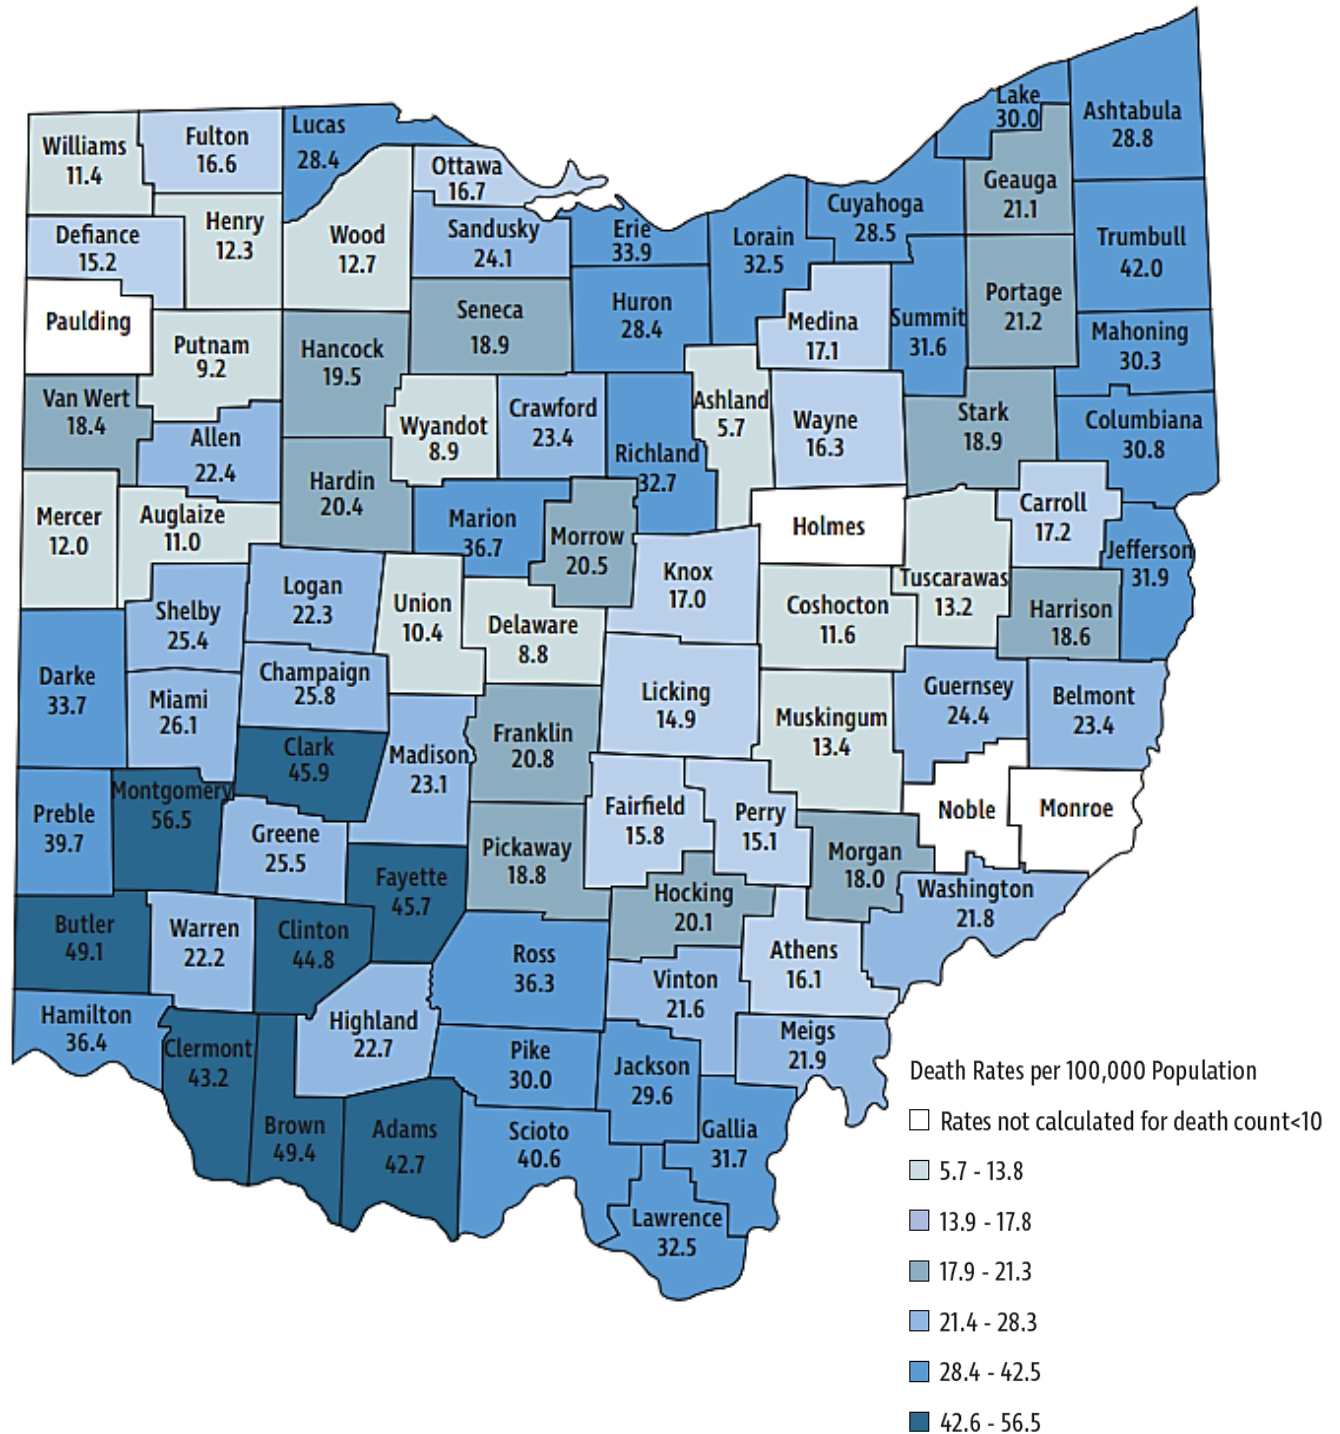 Lake
30.0
Ashtabula
28.8
Williams
11.4
Fulton
16.6
Lucas
28.4
Ottawa
16.7
Geauga
21.1
Defiance
15.2
Henry
12.3
Wood
12.7
Sandusky
24.1
Erie
33.9
Lorain
32.5
Cuyahoga
28.5
Trumbull
42.0
Paulding
Putnam
9.2
Hancock
19.5
Seneca
18.9
Huron
28.4
Medina
17.1
Summit
31.6
Portage
21.2
Mahoning
30.3
Van Wert
18.4
Allen
22.4
Wyandot
8.9
Crawford
23.4
Richland
32.7
Ashland
5.7
Wayne
16.3
Stark
18.9
Columbiana
30.8
Mercer
12.0
Auglaize
11.0
Hardin
20.4
Marion
36.7
Morrow
20.5
Holmes
Carroll
17.2
Jefferson
31.9
Shelby
25.4
Logan
22.3
Union
10.4
Delaware
8.8
Knox
17.0
Coshocton
11.6
Tuscarawas
13.2
Harrison
18.6
Darke
33.7
Miami
26.1
Champaign
25.8
Licking
14.9
Muskingum
13.4
Guernsey
24.4
Belmont
23.4
Clark
45.9
Madison
23.1
Franklin
20.8
Preble
39.7
Montgomery
56.5
Greene
25.5
Fairfield
15.8
Perry
15.1
Noble
Monroe
Fayette
45.7
Pickaway
18.8
Hocking
20.1
Morgan
18.0
Washington
21.8
Butler
49.1
Warren
22.2
Clinton
44.8
Ross
36.3
Vinton
21.6
Athens
16.1
Hamilton
36.4
Clermont
43.2
Highland
22.7
Pike
30.0
Jackson
29.6
Meigs
21.9
Brown
49.4
Adams
42.7
Scioto
40.6
Gallia
31.7
Lawrence
32.5
Death Rates per 100,000 Population
Rates not calculated for death count<10
5.7 - 13.8
13.9 - 17.8
17.9 - 21.3
21.4 - 28.3
28.4 - 42.5
42.6 - 56.5